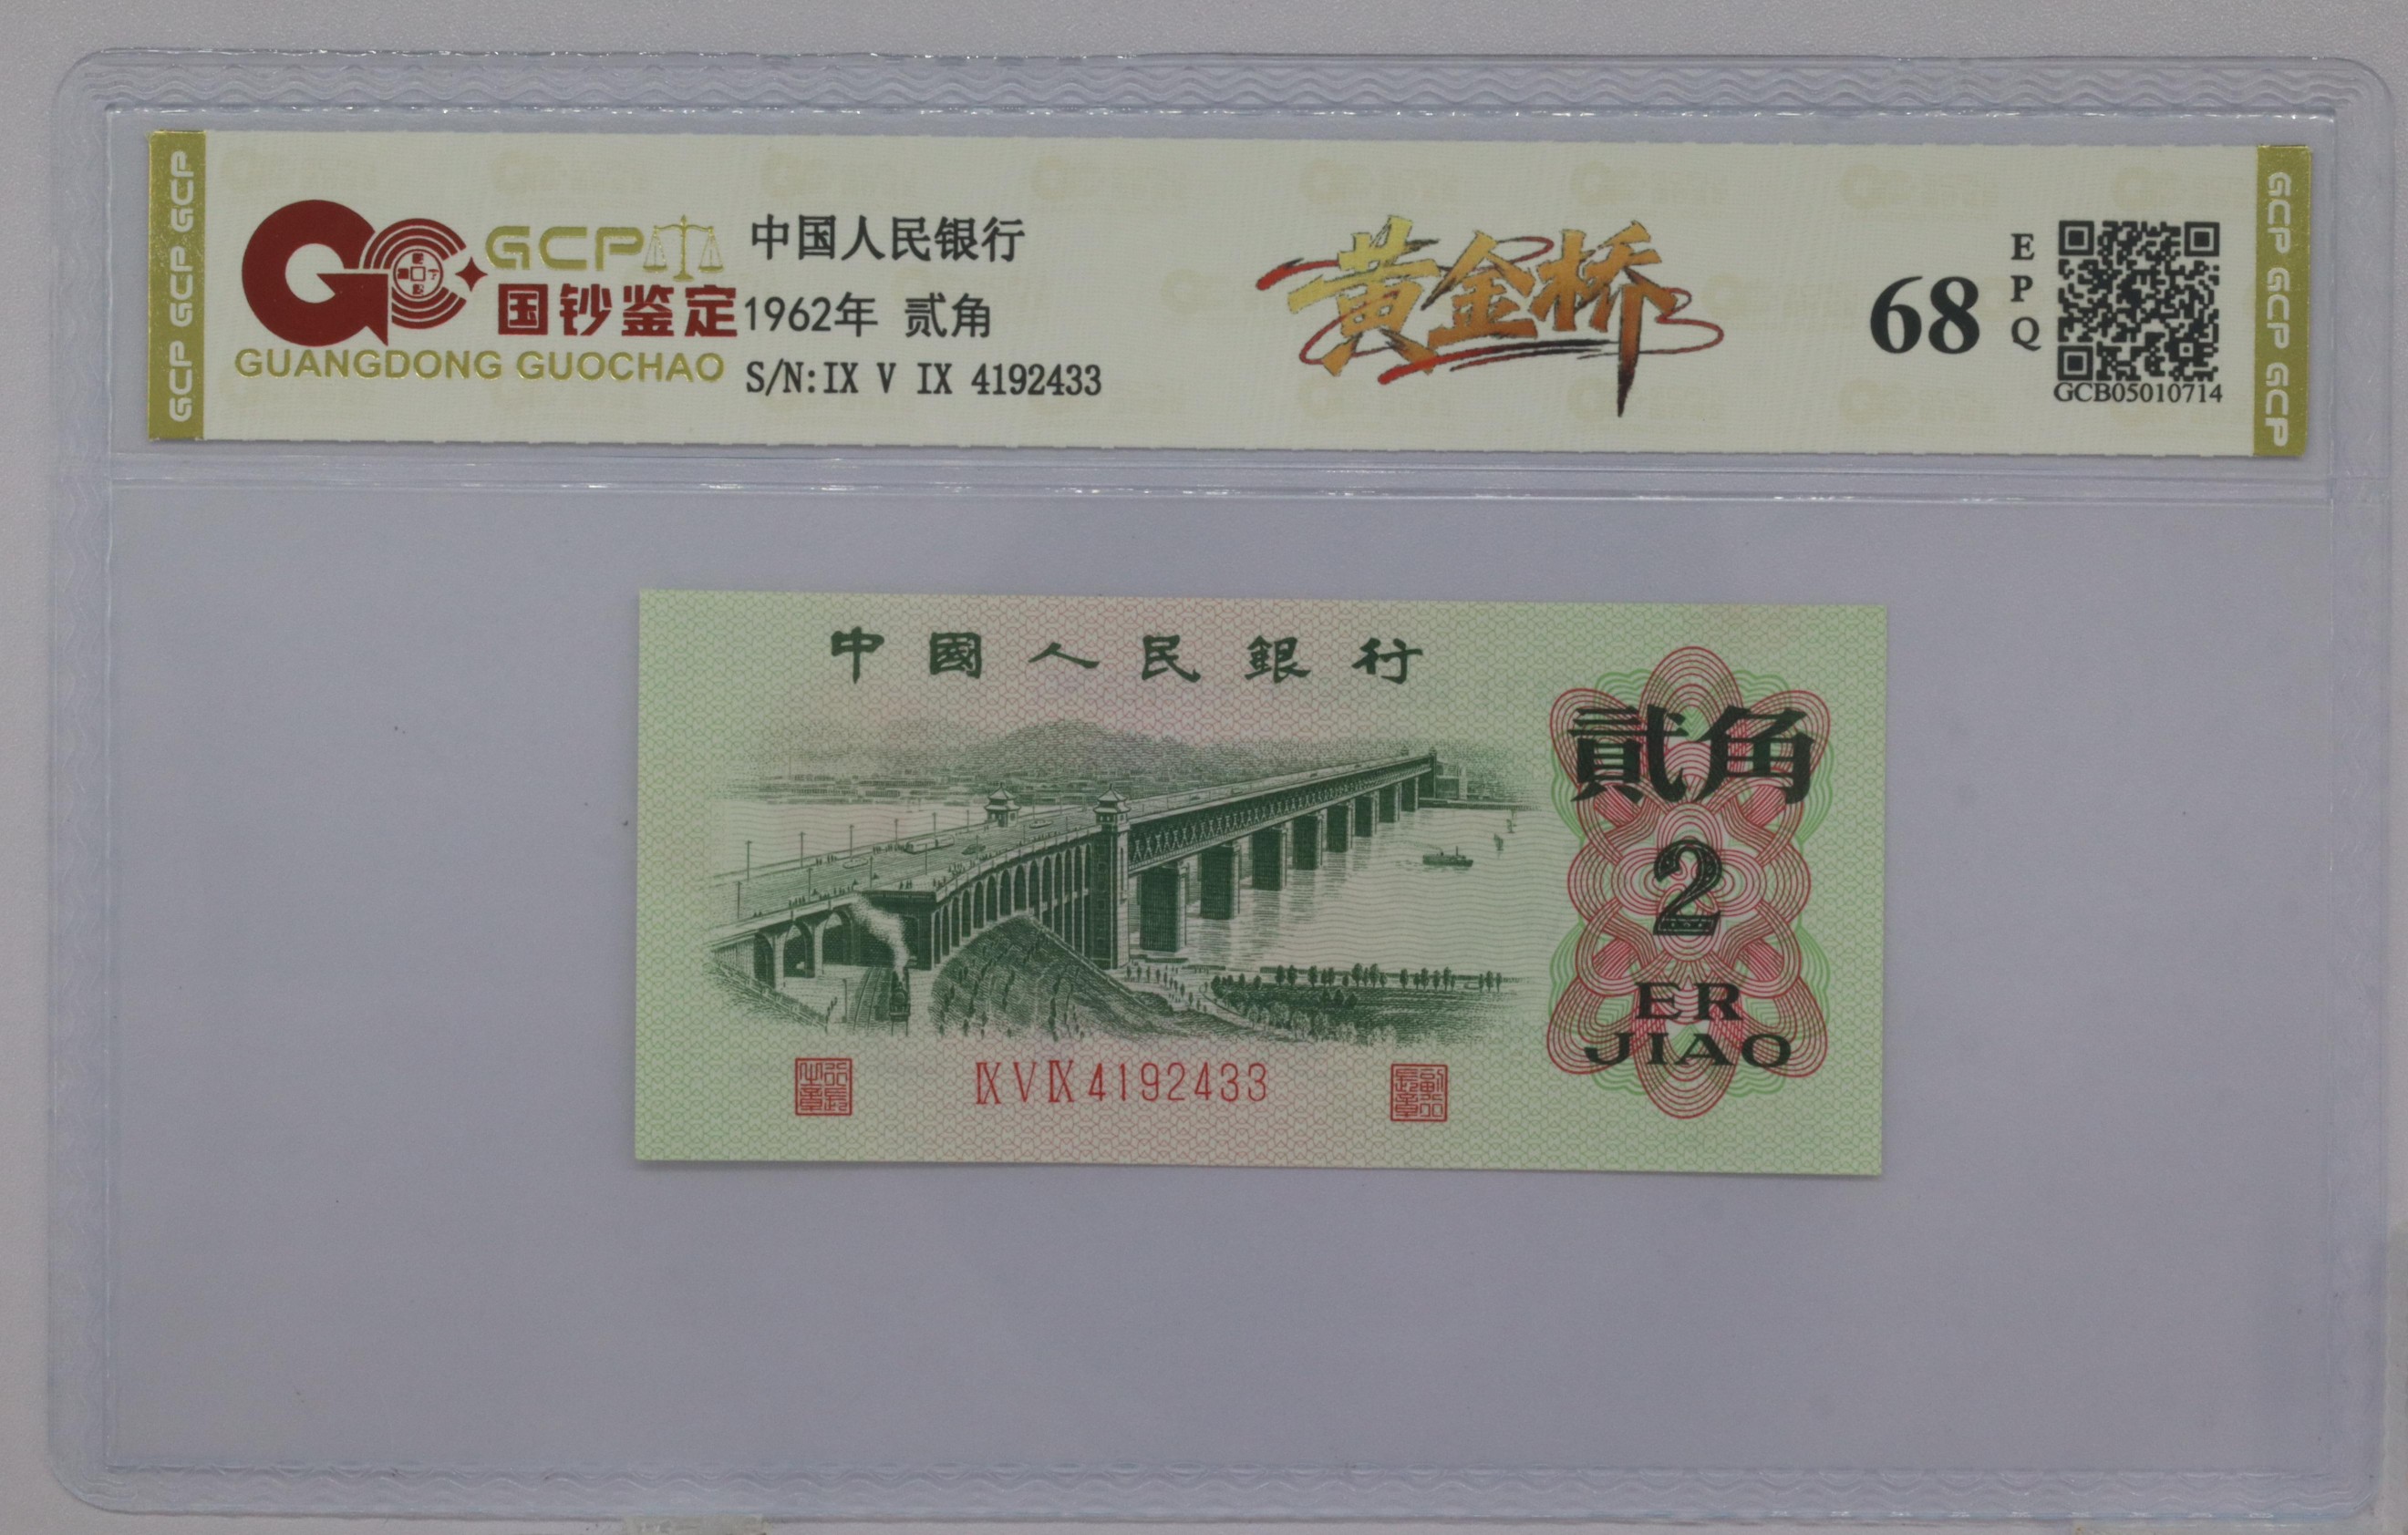 GCP GCP GCP
GCP
国钞鉴定
GUANGDONG GUOCHAO
中国人民银行
1962年 贰角
S/N:IX V IX 4192433
黄金桥
68
E
P
Q
GCB05010714
GCP GCP GCP
中國人民銀行
貳角
2
ER
JIAO
IX V IX 4192433